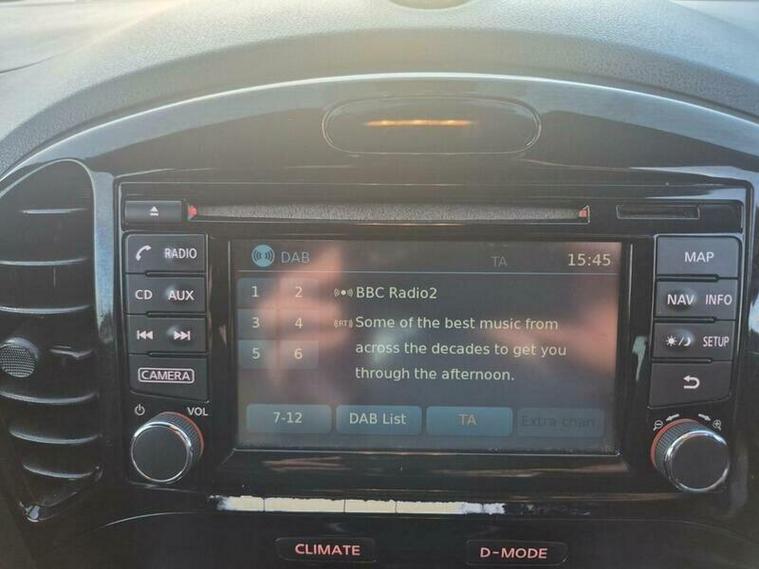 RADIO
CD AUX
CAMERA
VOL
DAB TA 15:45
1 2 BBC Radio2
3 4 Some of the best music from
across the decades to get you
5 6
through the afternoon.
7-12 DAB List TA Extra chan
MAP
NAV INFO
SETUP
CLIMATE D-MODE